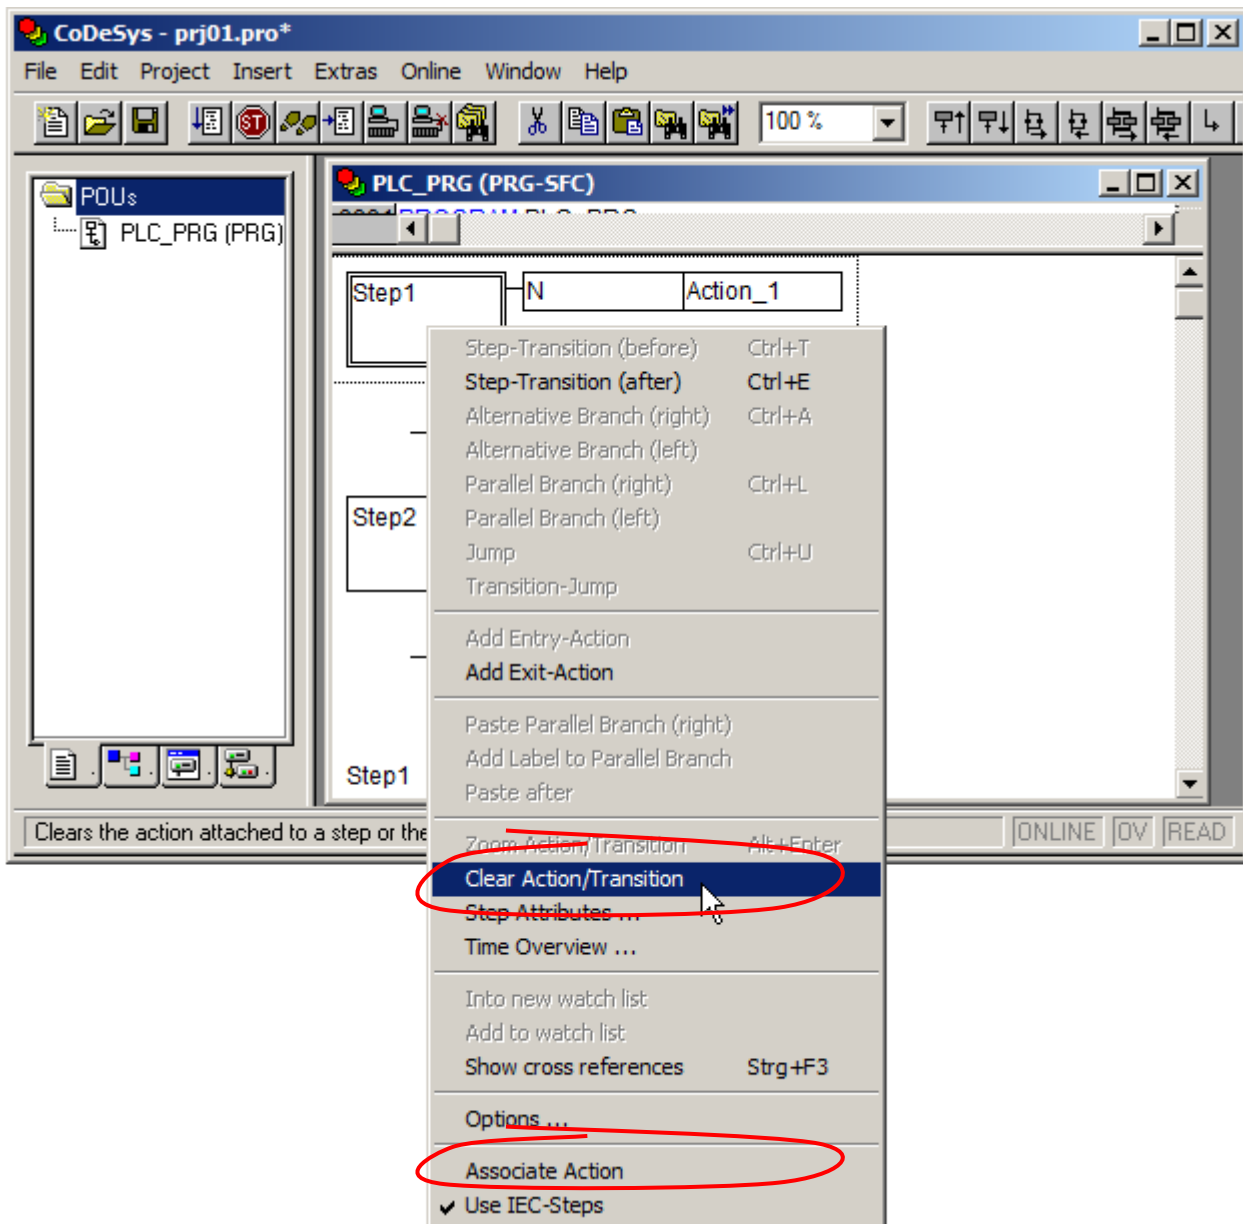 CoDeSys - prj01.pro*
File Edit Project Insert Extras Online Window Help
ST
100 %
POUs
PLC_PRG (PRG)
PLC_PRG (PRG-SFC)
Step1
N Action_1
Step-Transition (before) Ctrl+T
Step-Transition (after) Ctrl+E
Alternative Branch (right) Ctrl+A
Alternative Branch (left)
Parallel Branch (right) Ctrl+L
Step2
Parallel Branch (left)
Jump Ctrl+U
Transition-Jump
Add Entry-Action
Add Exit-Action
Paste Parallel Branch (right)
Add Label to Parallel Branch
Step1
Paste after
Clears the action attached to a step or the
ONLINE OV READ
Zoom Action/Transition Alt+Enter
Clear Action/Transition
Step Attributes ...
Time Overview ...
Into new watch list
Add to watch list
Show cross references Strg+F3
Options ...
Associate Action
Use IEC-Steps